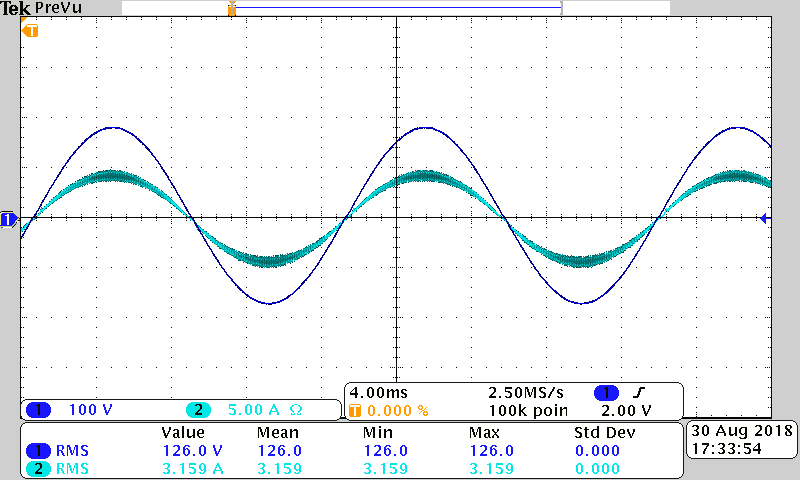 Tek PreVu
T
T
1
1 100 V 2 5.00 A Ω
4.00ms 2.50MS/s 1
T 0.000 % 100k poin 2.00 V
Value Mean Min Max Std Dev
1 RMS 126.0 V 126.0 126.0 126.0 0.000
2 RMS 3.159 A 3.159 3.159 3.159 0.000
30 Aug 2018
17:33:54